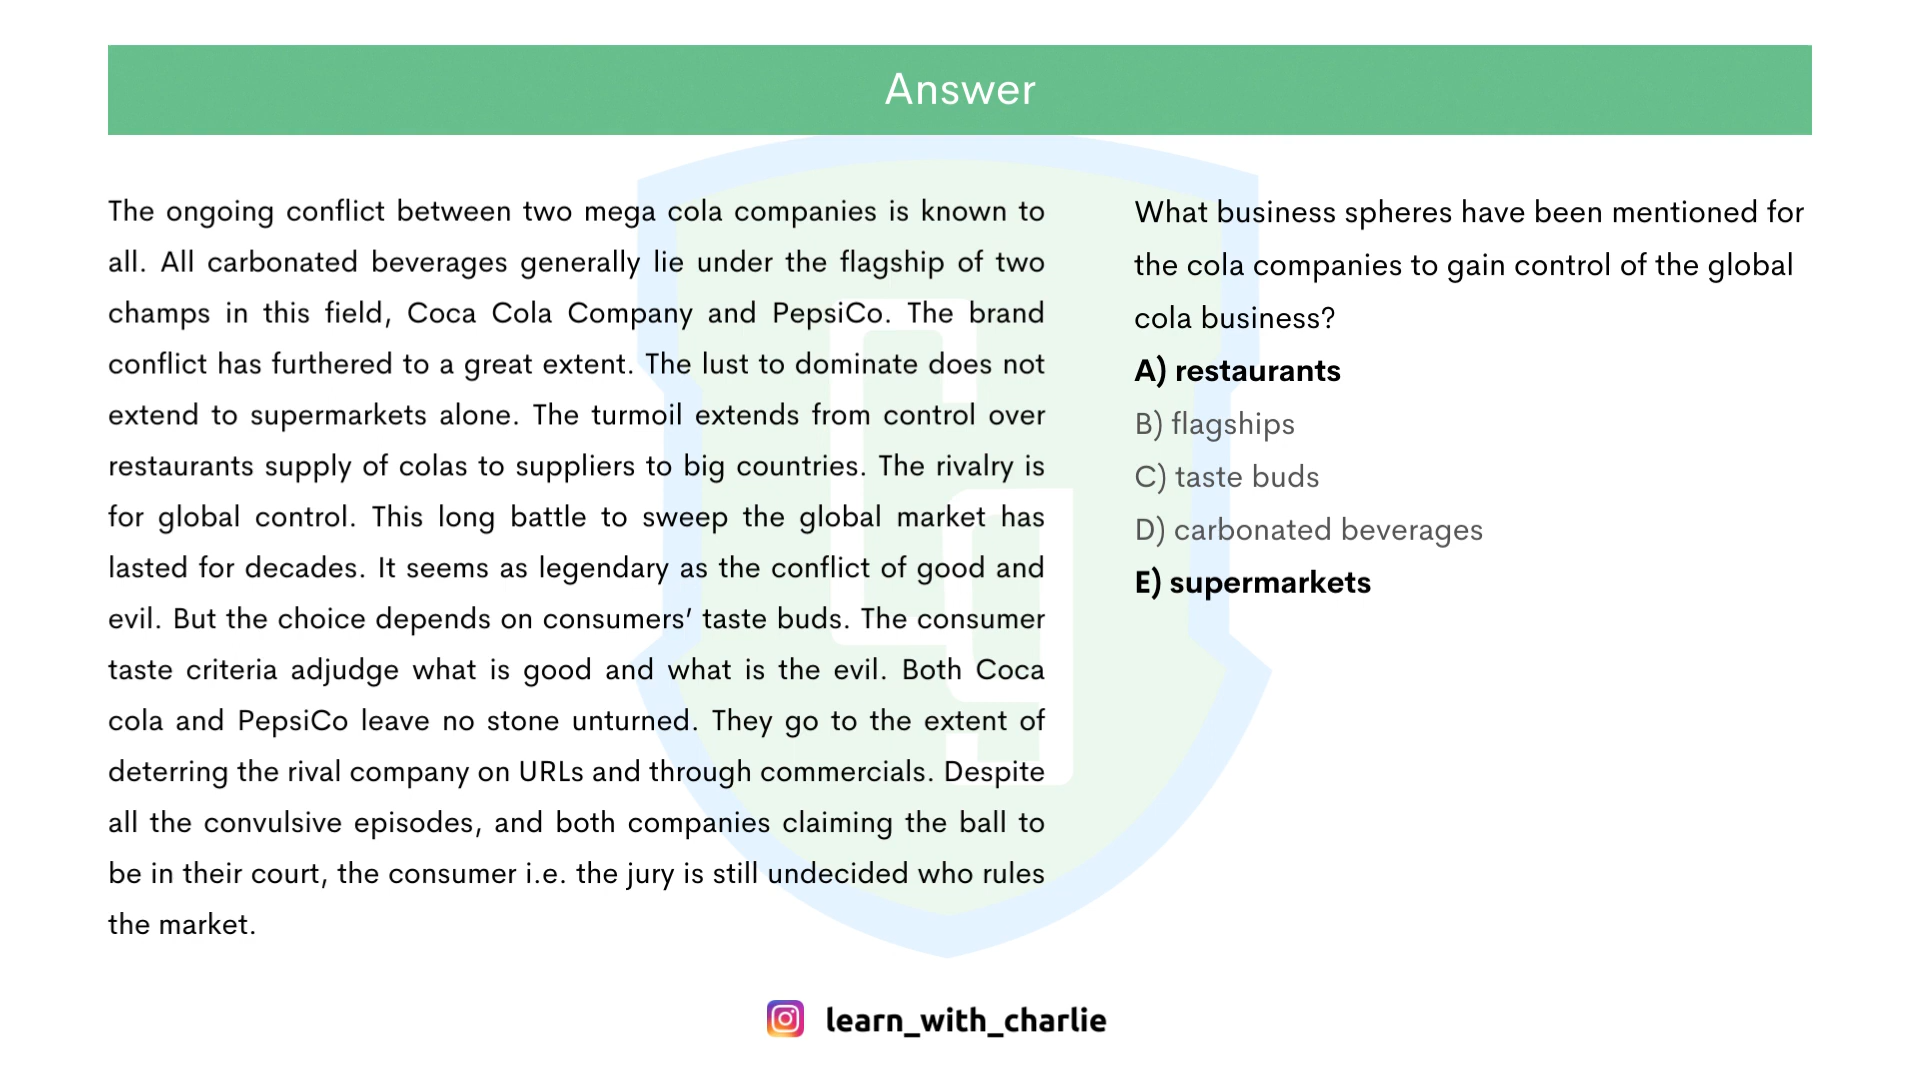 Answer
The ongoing conflict between two mega cola companies is known to
all. All carbonated beverages generally lie under the flagship of two
champs in this field, Coca Cola Company and PepsiCo. The brand
conflict has furthered to a great extent. The lust to dominate does not
extend to supermarkets alone. The turmoil extends from control over
restaurants supply of colas to suppliers to big countries. The rivalry is
for global control. This long battle to sweep the global market has
lasted for decades. It seems as legendary as the conflict of good and
evil. But the choice depends on consumers’ taste buds. The consumer
taste criteria adjudge what is good and what is the evil. Both Coca
cola and PepsiCo leave no stone unturned. They go to the extent of
deterring the rival company on URLs and through commercials. Despite
all the convulsive episodes, and both companies claiming the ball to
be in their court, the consumer i.e. the jury is still undecided who rules
the market.
What business spheres have been mentioned for
the cola companies to gain control of the global
cola business?
A) restaurants
B) flagships
C) taste buds
D) carbonated beverages
E) supermarkets
learn_with_charlie